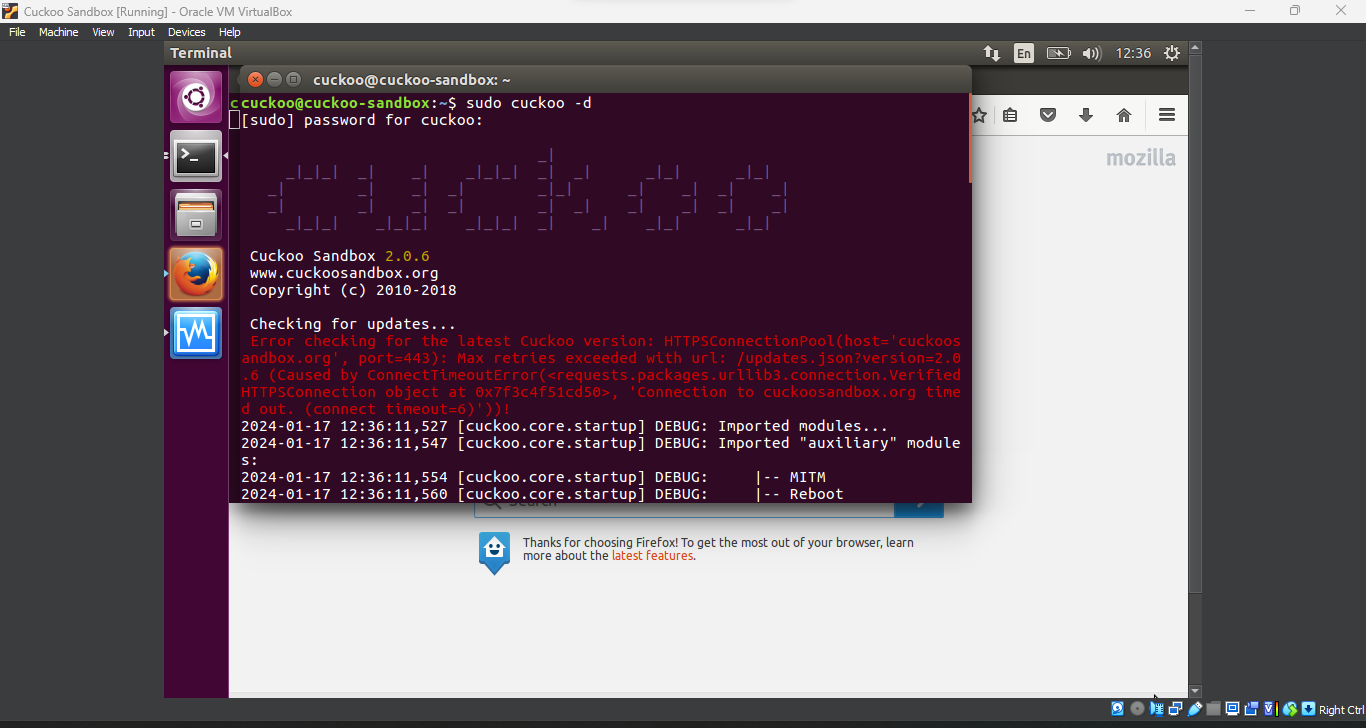 Cuckoo Sandbox [Running] - Oracle VM VirtualBox
File Machine View Input Devices Help
Terminal
En
12:36
cuckoo@cuckoo-sandbox: ~
cuckoo@cuckoo-sandbox:~$ sudo cuckoo -d
[sudo] password for cuckoo:
cuckoo
Cuckoo Sandbox 2.0.6
www.cuckoosandbox.org
Copyright (c) 2010-2018
Checking for updates...
Error checking for the latest Cuckoo version: HTTPSConnectionPool(host='cuckoos
andbox.org', port=443): Max retries exceeded with url: /updates.json?version=2.0
.6 (Caused by ConnectTimeoutError(<requests.packages.urllib3.connection.Verified
HTTPSConnection object at 0x7f3c4f51cd50>, 'Connection to cuckoosandbox.org time
d out. (connect timeout=6)'))!
2024-01-17 12:36:11,527 [cuckoo.core.startup] DEBUG: Imported modules...
2024-01-17 12:36:11,547 [cuckoo.core.startup] DEBUG: Imported "auxiliary" module
s:
2024-01-17 12:36:11,554 [cuckoo.core.startup] DEBUG: |-- MITM
2024-01-17 12:36:11,560 [cuckoo.core.startup] DEBUG: |-- Reboot
mozilla
Search
Thanks for choosing Firefox! To get the most out of your browser, learn
more about the latest features.
Right Ctrl